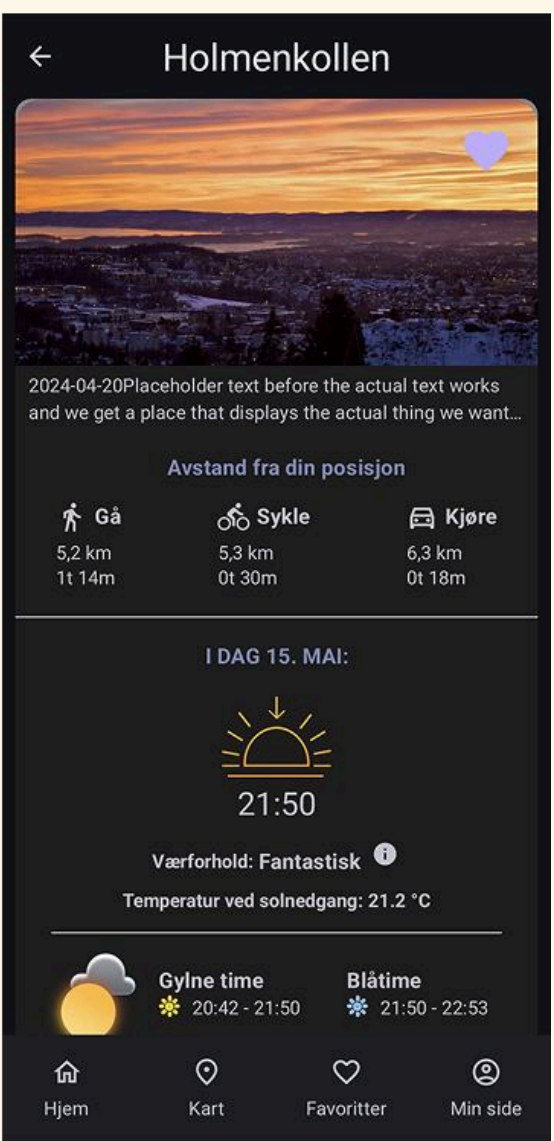 Holmenkollen
2024-04-20Placeholder text before the actual text works
and we get a place that displays the actual thing we want…
Avstand fra din posisjon
Gå
Sykle
Kjøre
5,2 km
5,3 km
6,3 km
1t 14m
0t 30m
0t 18m
I DAG 15. MAI:
21:50
Værforhold: Fantastisk
Temperatur ved solnedgang: 21.2 °C
Gylne time
Blåtime
20:42 - 21:50
21:50 - 22:53
Hjem
Kart
Favoritter
Min side